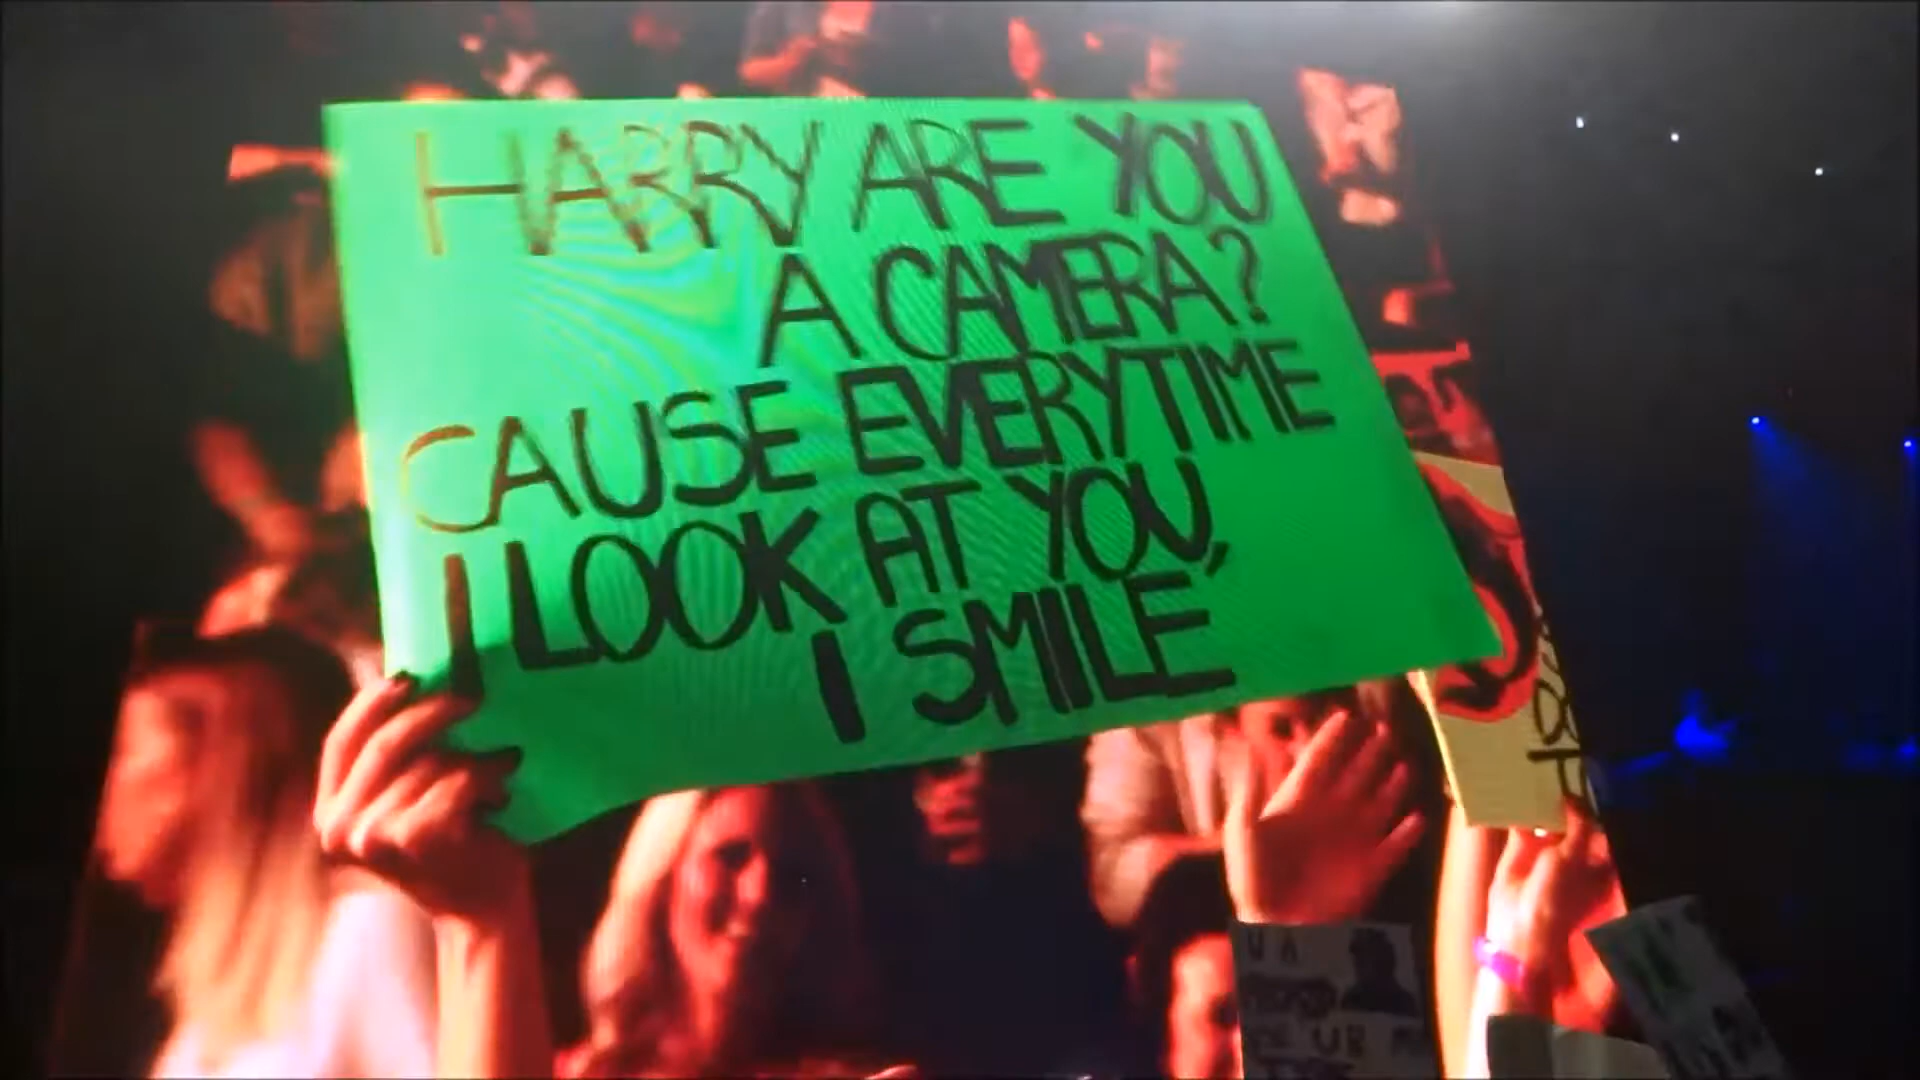 HARRY ARE YOU
A CAMERA?
CAUSE EVERYTIME
I LOOK AT YOU,
I SMILE